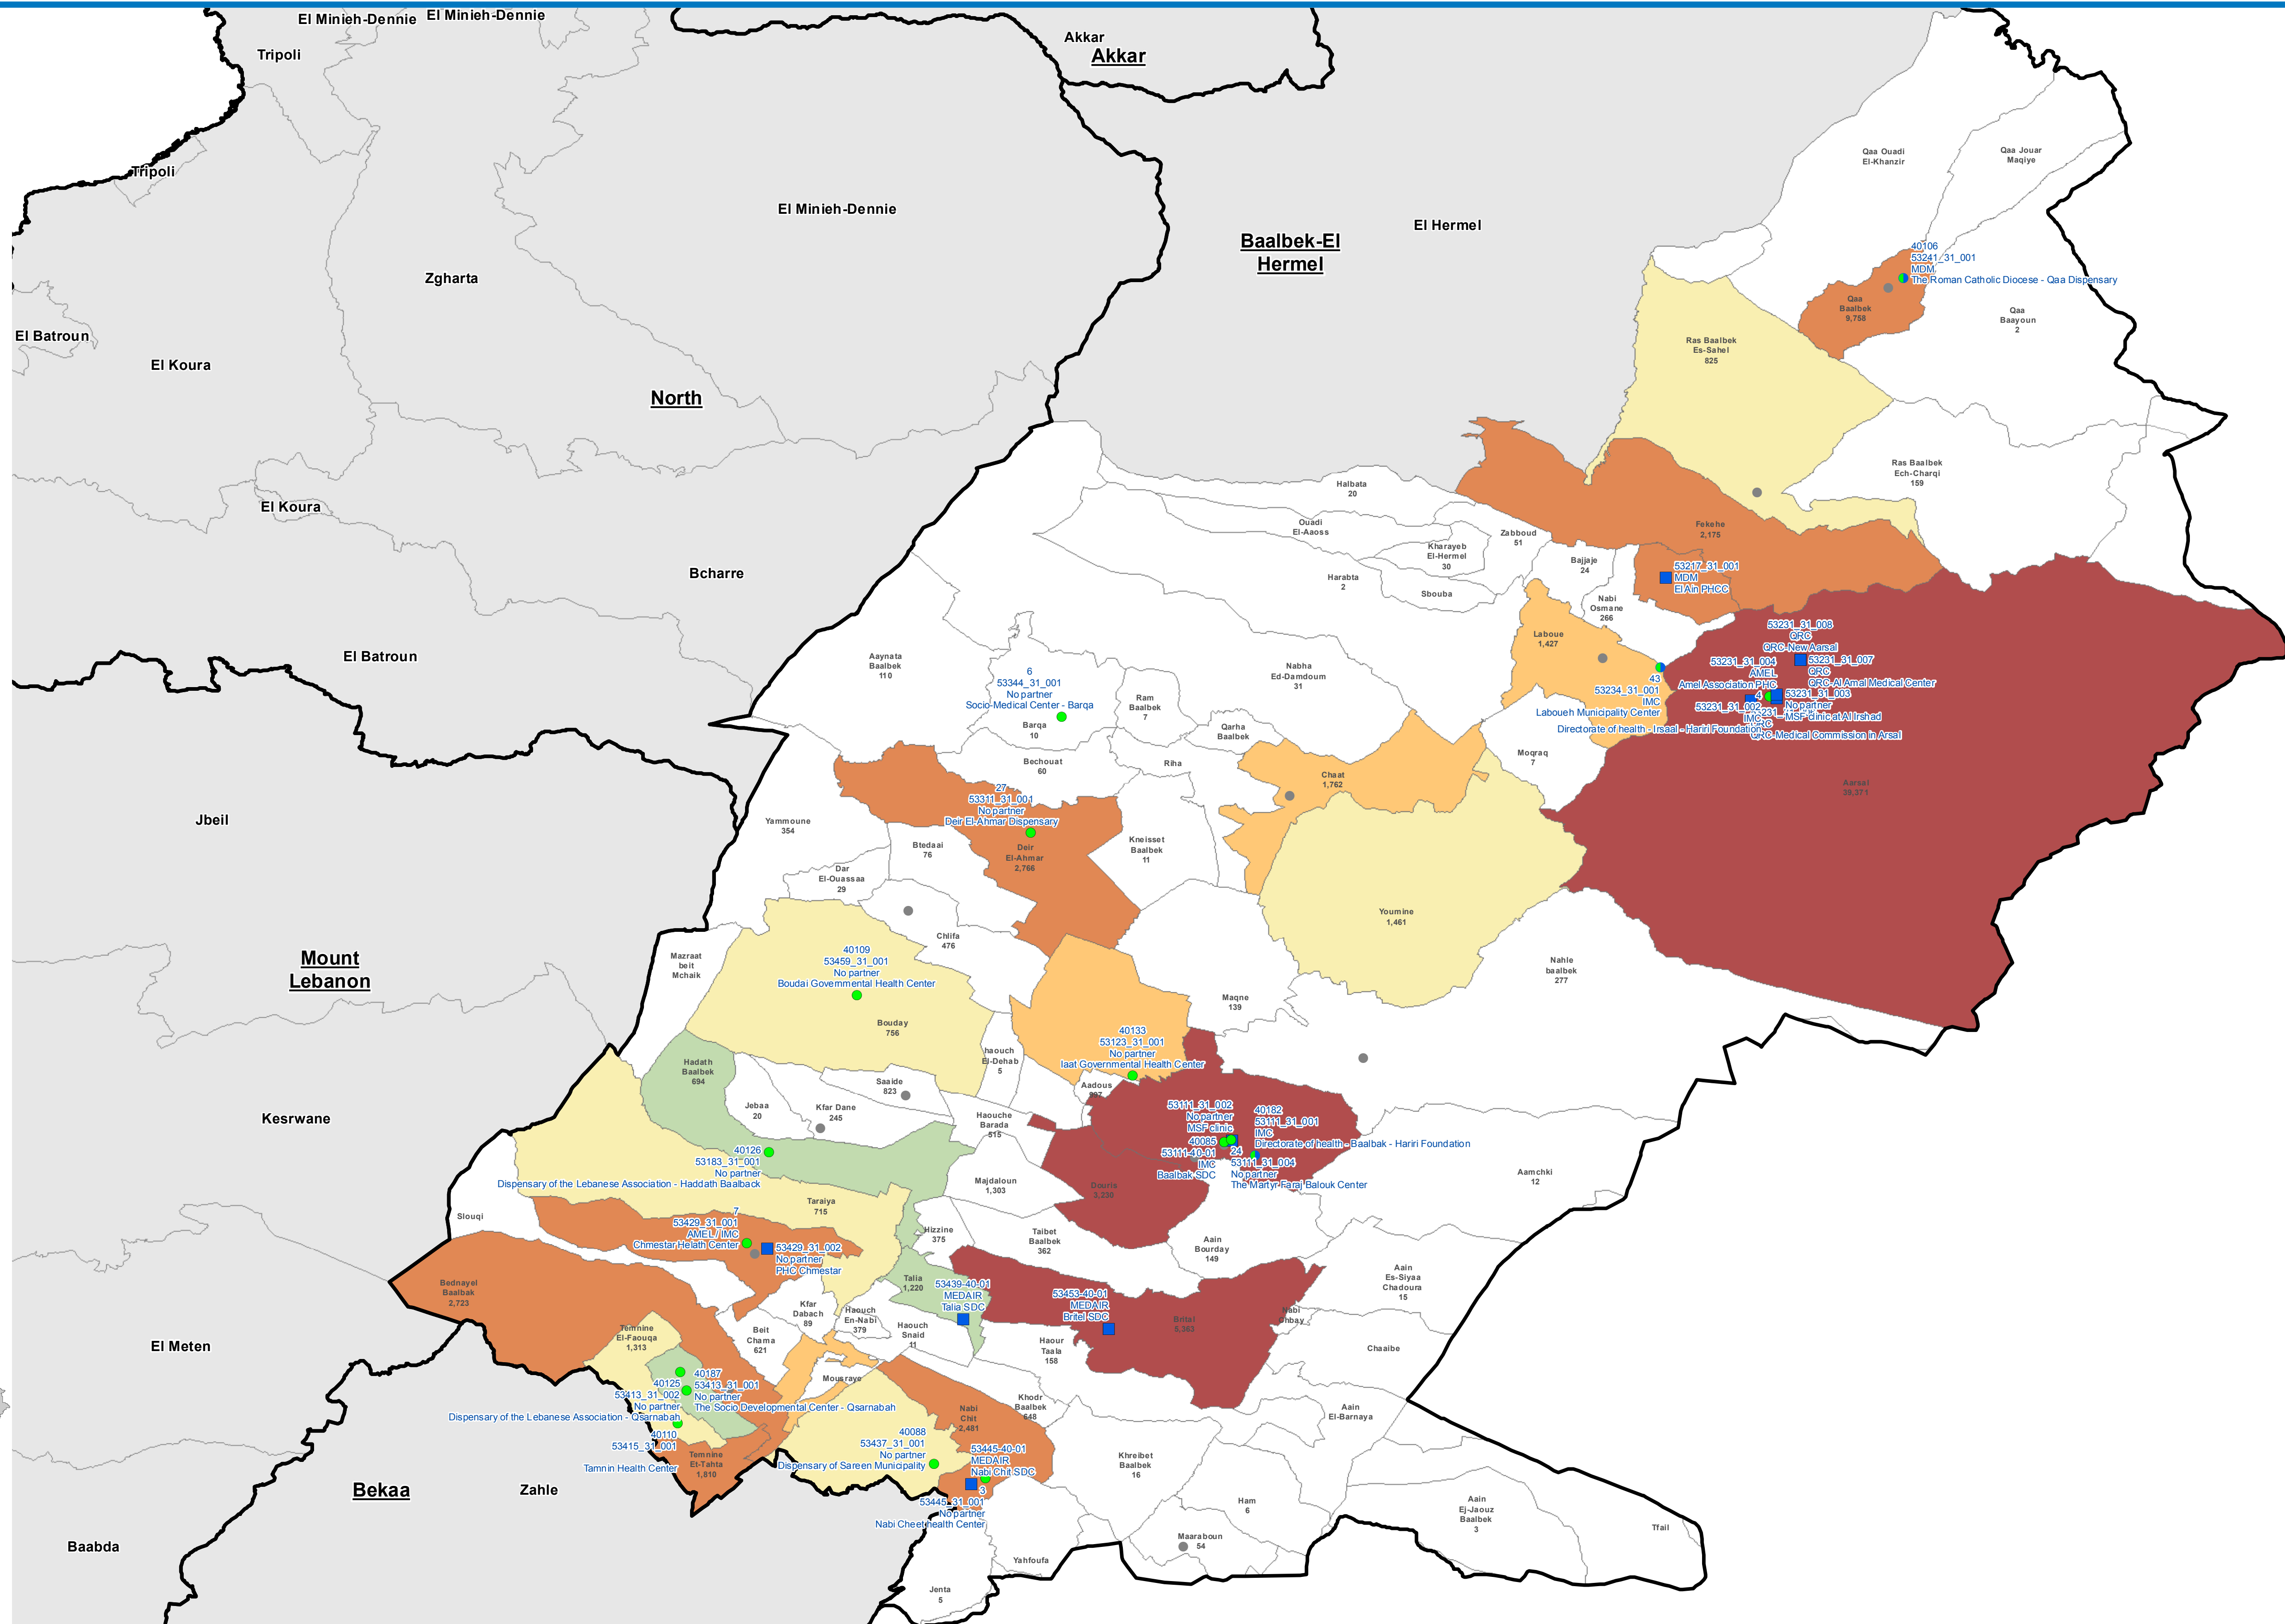 El Minieh-Dennie
El Minieh-Dennie
Tripoli
Akkar
Akkar
Tripoli
El Minieh-Dennie
Zgharta
El Batroun
El Koura
North
El Koura
Bcharre
El Batroun
Jbeil
Mount
Lebanon
Kesrwane
El Meten
Bekaa
Zahle
Baabda
Baalbek-El
Hermel
El Hermel
Qaa Ouadi
El-Khanzir
Qaa Jouar
Maqiye
40106
53241_31_001
MDM
The Roman Catholic Diocese - Qaa Dispensary
Qaa
Baalbek
9,758
Qaa
Baayoun
2
Ras Baalbek
Es-Sahel
825
Ras Baalbek
Ech-Charqi
159
Halbata
20
Ouadi
El-Aaoss
Kharayeb
El-Hermel
30
Zabboud
51
Fekehe
2,175
Bajjaje
24
Harabta
2
Sbouba
Nabi
Osmane
266
53217_31_001
MDM
El Ain PHCC
Laboue
1,427
53231_31_008
QRC
QRC-New Aarsal
53231_31_004
AMEL
Amel Association PHC
53231_31_007
QRC
QRC-Al Amal Medical Center
43
53234_31_001
IMC
Laboueh Municipality Center
4
53231_31_002
IMC
Directorate of health - Irsaal - Hariri Foundation
53231_31_003
No partner
MSF clinic at Al Irshad
QRC-Medical Commission in Arsal
Aarsal
39,371
Aaynata
Baalbek
110
6
53344_31_001
No partner
Socio-Medical Center - Barqa
Barqa
10
Ram
Baalbek
7
Nabha
Ed-Damdoum
31
Qarha
Baalbek
Moqraq
7
Bechouat
60
Riha
Chaat
1,762
27
53311_31_001
No partner
Deir El-Ahmar Dispensary
Deir
El-Ahmar
2,766
Yammoune
354
Btedaai
76
Kneisset
Baalbek
11
Dar
El-Ouassaa
29
Youmine
1,461
Chlifa
476
Mazraat
beit
Mchaik
40109
53459_31_001
No partner
Boudai Governmental Health Center
Bouday
756
Nahle
baalbek
277
Maqne
139
40133
53123_31_001
No partner
Iaat Governmental Health Center
haouch
El-Dehab
5
Hadath
Baalbek
694
Saaide
823
Aadous
Jebaa
20
Kfar Dane
245
Haouche
Barada
515
53111_31_002
No partner
MSF clinic
40182
53111_31_001
IMC
Directorate of health - Baalbak - Hariri Foundation
40085
53111-40-01
IMC
Baalbak SDC
24
53111_31_004
No partner
The Martyr Faraj Balouk Center
40126
53183_31_001
No partner
Dispensary of the Lebanese Association - Haddath Baalback
Majdaloun
1,303
Douris
3,230
Aamchki
12
Taraiya
715
Slouqi
7
53429_31_001
AMEL / IMC
Chmestar Helath Center
53429_31_002
No partner
PHC Chmestar
Hizzine
375
Taibet
Baalbek
362
Aain
Bourday
149
Aain
Es-Siyaa
Chadoura
15
Bednayel
Baalbak
2,723
Talia
1,220
53439-40-01
MEDAIR
Talia SDC
53453-40-01
MEDAIR
Britel SDC
Brital
5,363
Nabi
Chbay
Kfar
Dabach
89
Haouch
En-Nabi
379
Haouch
Snaid
11
Beit
Chama
621
Temnine
El-Faouqa
1,313
Haour
Taala
158
Chaaibe
Mousraye
40187
53413_31_001
No partner
The Socio Developmental Center - Qsarnabah
40125
53413_31_002
No partner
Dispensary of the Lebanese Association - Qsarnabah
40110
53415_31_001
Tamnin Health Center
Temnine
Et-Tahta
1,810
Nabi
Chit
2,481
Khodr
Baalbek
648
Aain
El-Barnaya
40088
53437_31_001
No partner
Dispensary of Sareen Municipality
53445-40-01
MEDAIR
Nabi Chit SDC
3
53445_31_001
No partner
Nabi Cheet health Center
Khreibet
Baalbek
16
Ham
6
Aain
Ej-Jaouz
Baalbek
3
Tfail
Maaraboun
54
Yahfoufa
Jenta
5